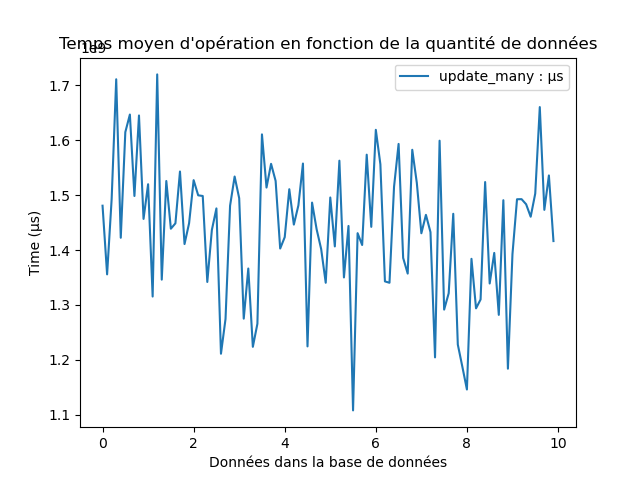 Temps moyen d'opération en fonction de la quantité de données
1e9
update_many : µs
1.7
1.6
1.5
1.4
1.3
1.2
1.1
Time (µs)
0 2 4 6 8 10
Données dans la base de données